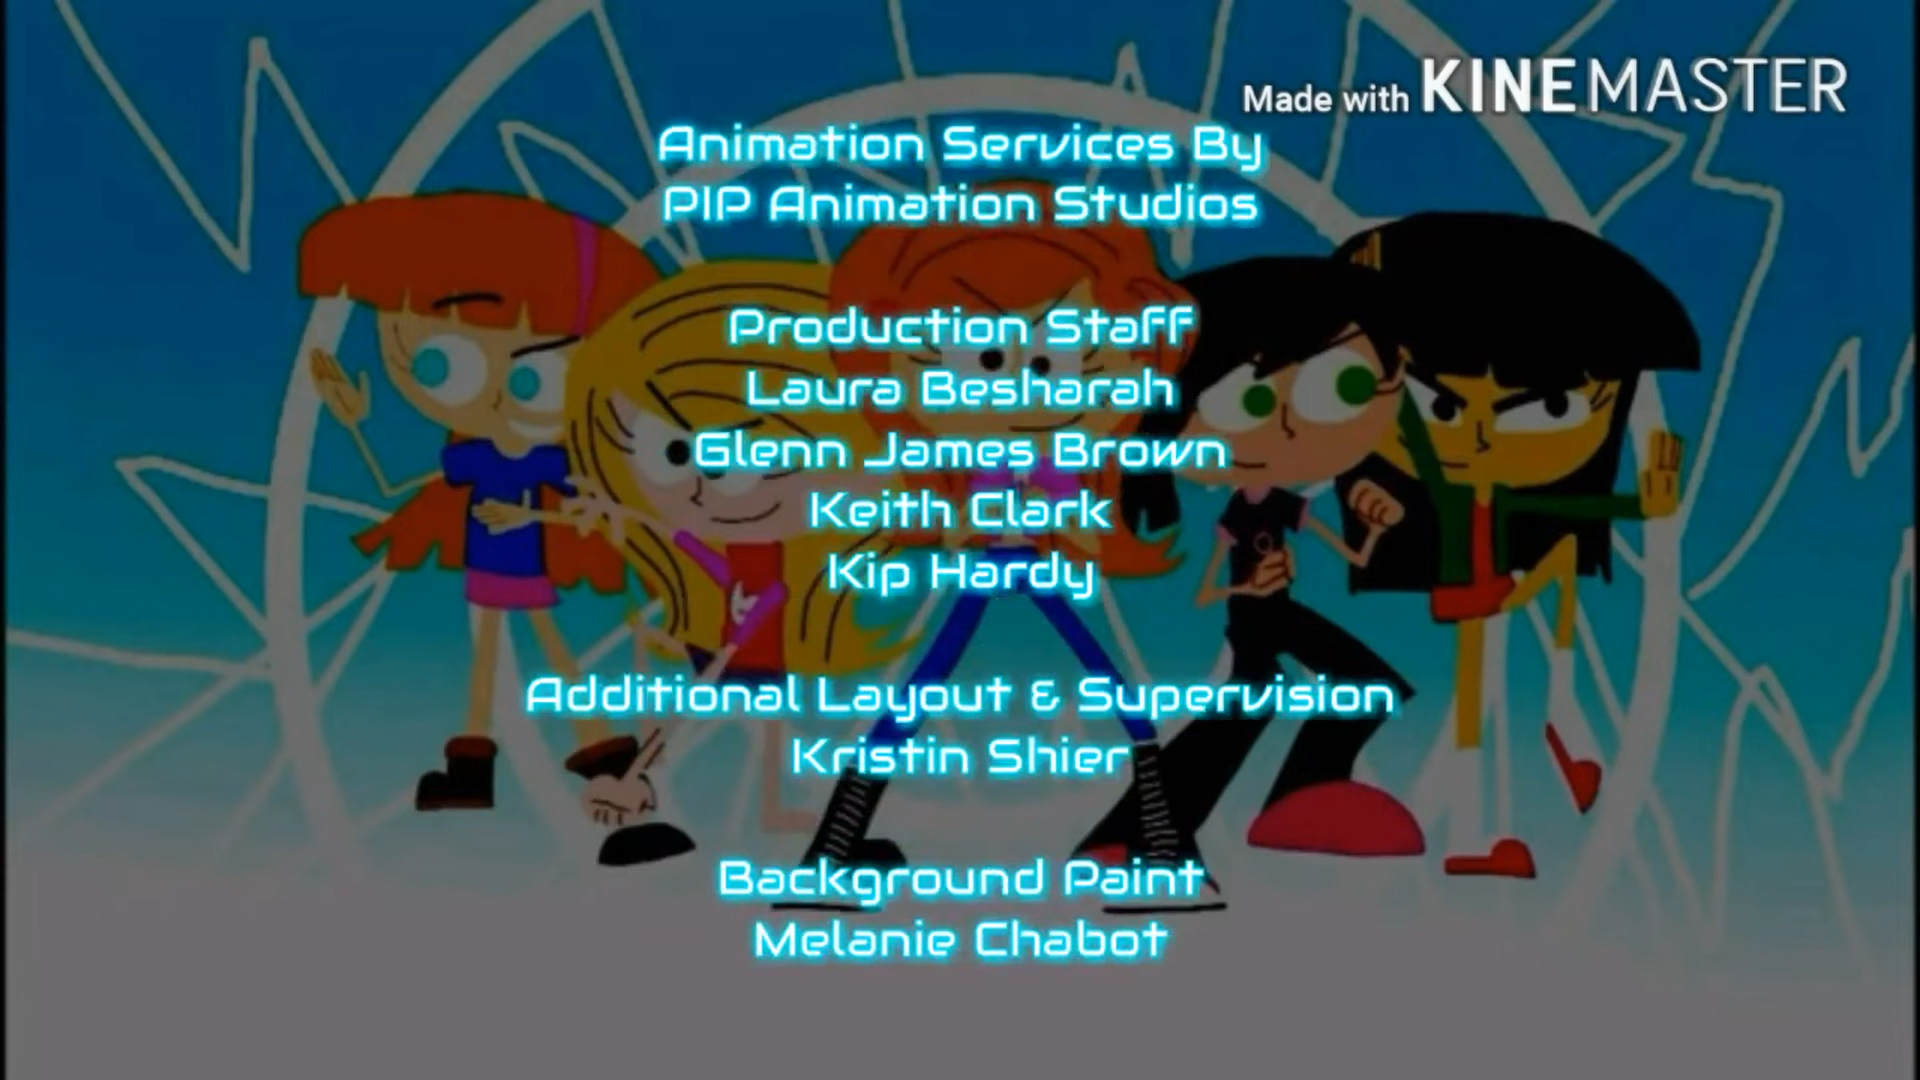 Made with KINEMASTER
Animation Services By
PIP Animation Studios
Production Staff
Laura Besharah
Glenn James Brown
Keith Clark
Kip Hardy
Additional Layout & Supervision
Kristin Shier
Background Paint
Melanie Chabot